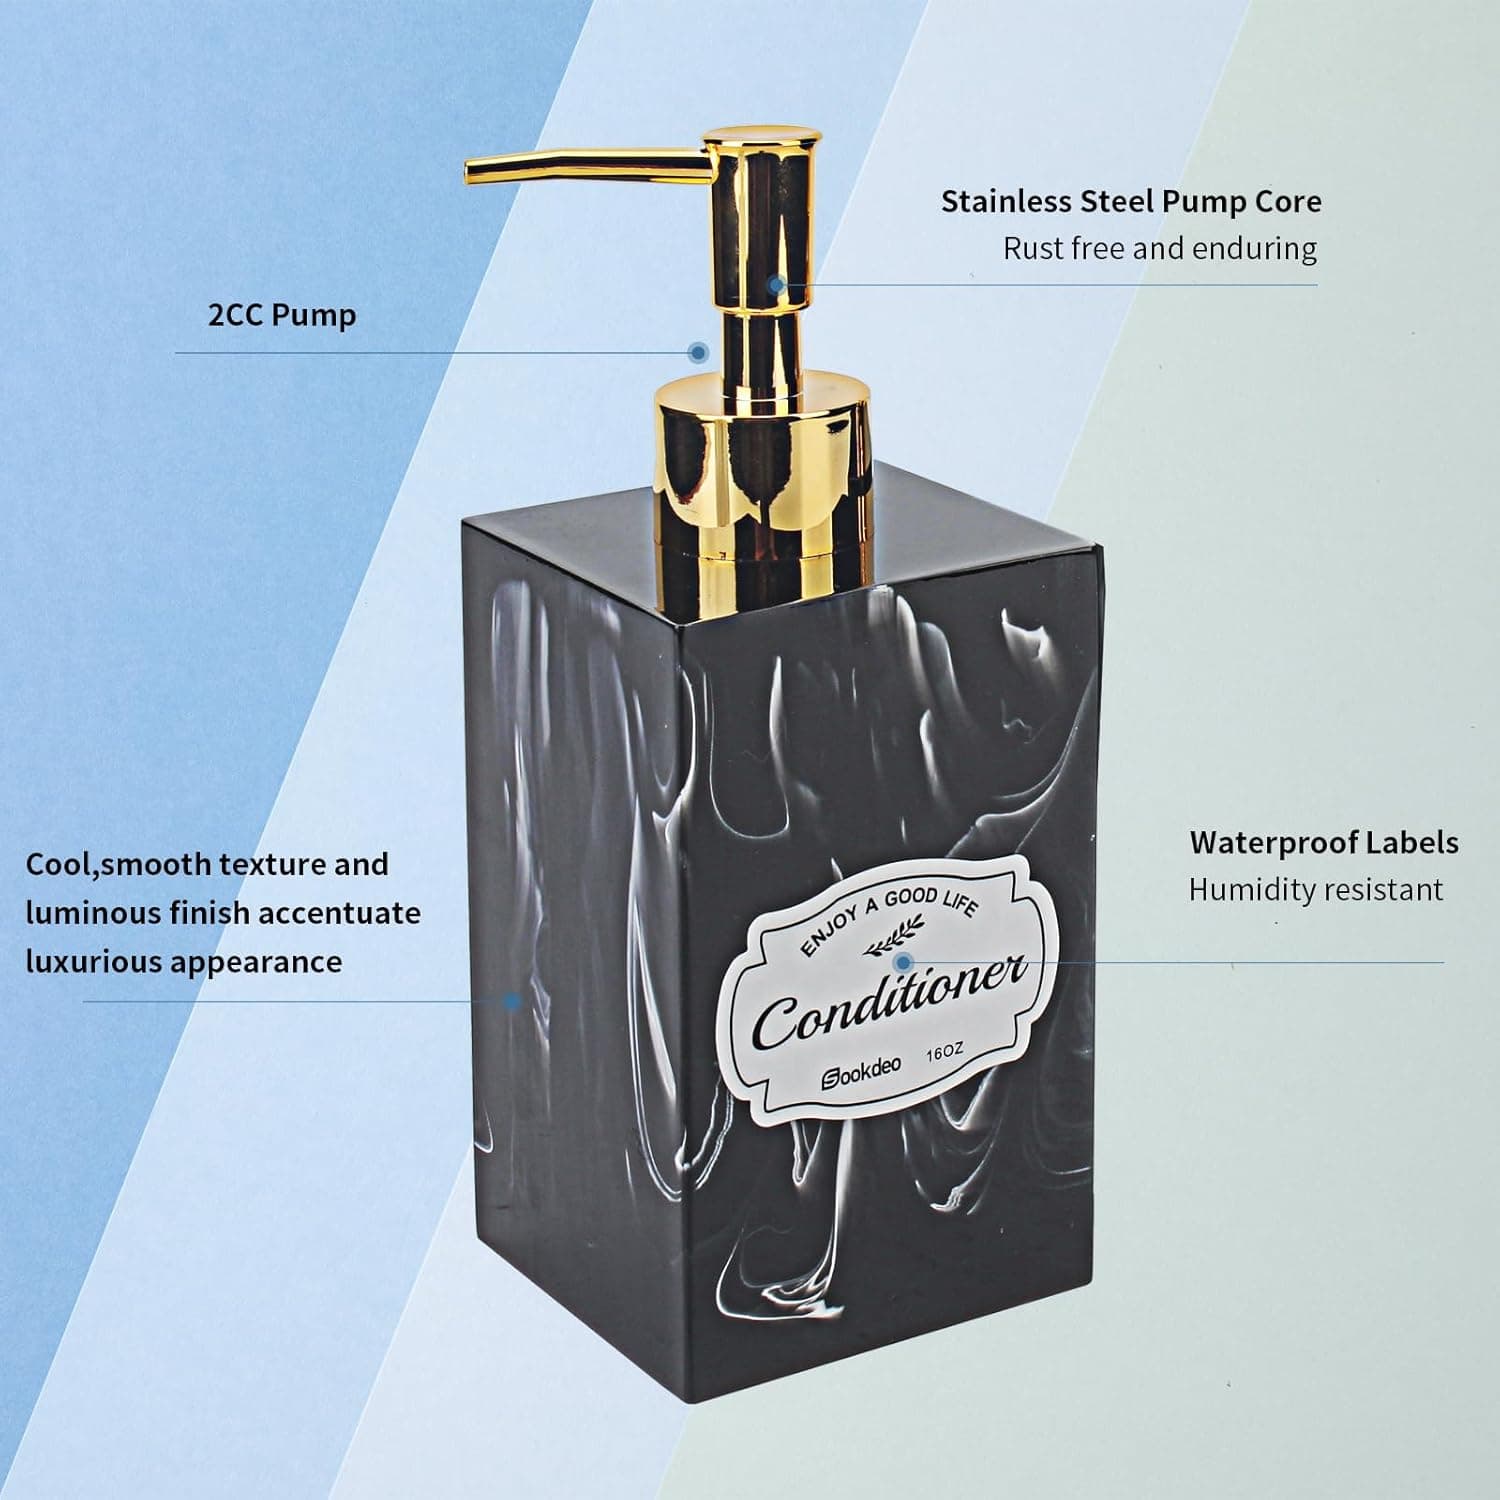 Stainless Steel Pump Core
Rust free and enduring
2CC Pump
Cool,smooth texture and
luminous finish accentuate
luxurious appearance
Waterproof Labels
Humidity resistant
ENJOY A GOOD LIFE
Conditioner
Sookdeo 16OZ